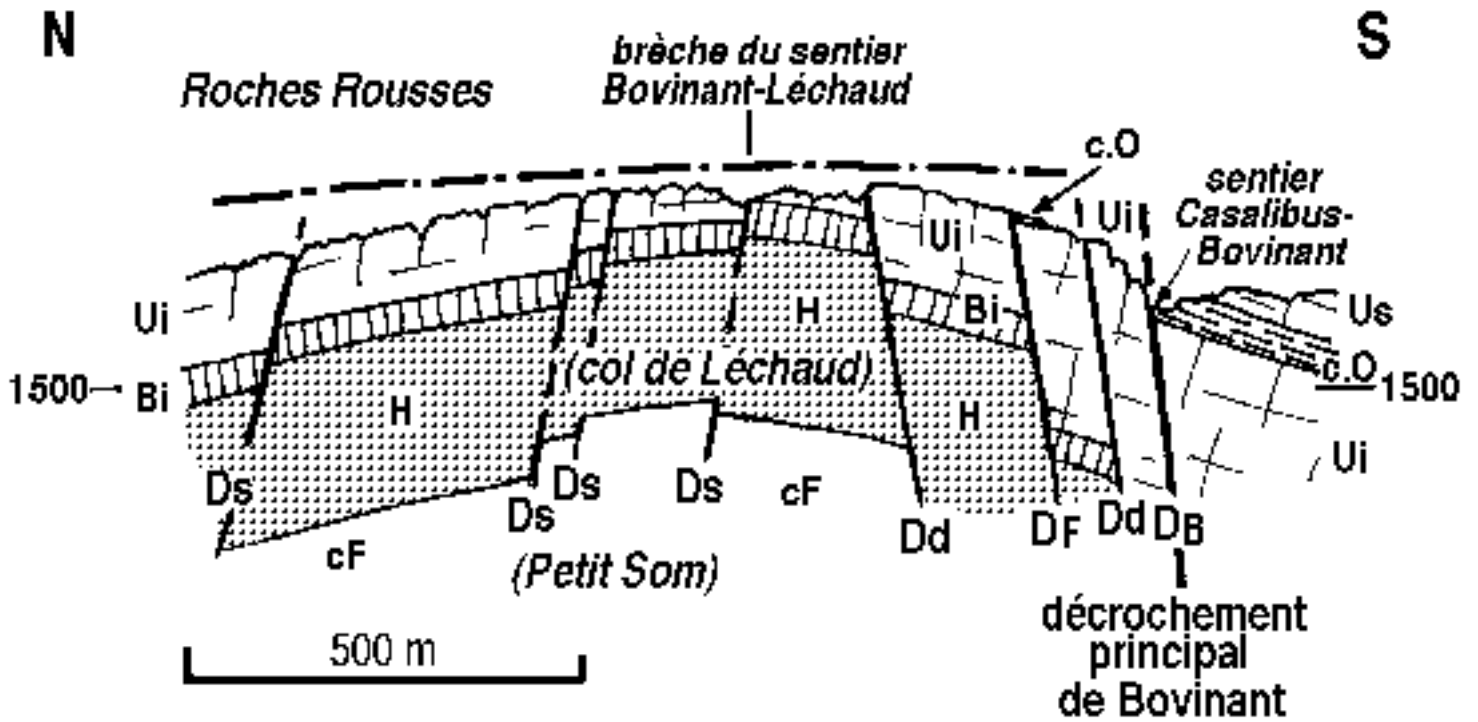 N
S
brèche du sentier
Bovinant-Léchaud
Roches Rousses
c.O
sentier
Casalibus-
Bovinant
Ui
Ui
Ui
Bi
H
Us
(col de Léchaud)
c.O
1500
Bi
1500
H
H
Ui
Ds
Ds
Ds
Ds
cF
Dd
DF
Dd
DB
cF
(Petit Som)
décrochement
principal
de Bovinant
500 m